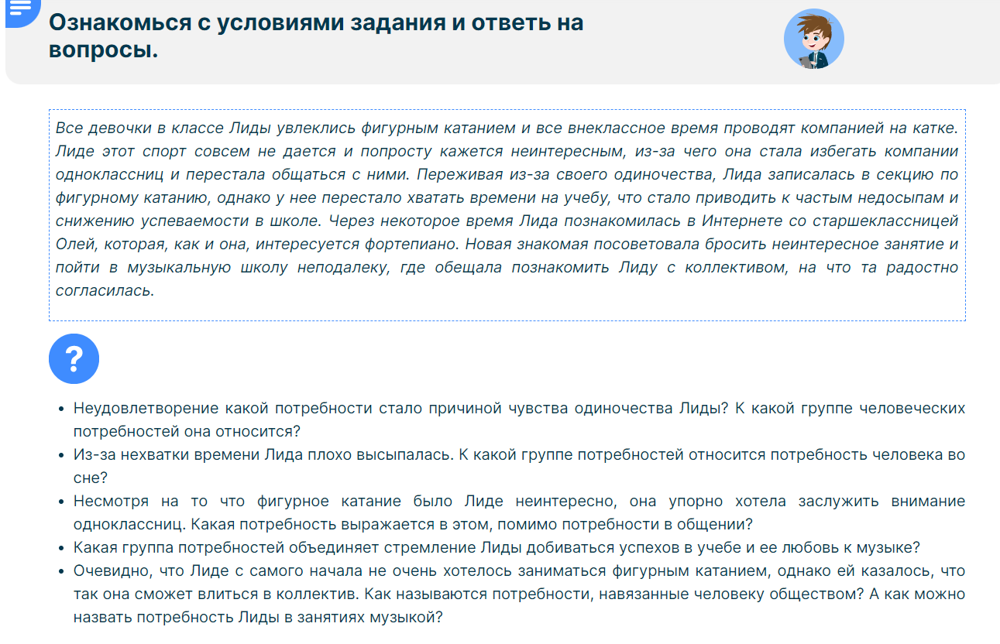 Ознакомься с условиями задания и ответь на
вопросы.
Все девочки в классе Лиды увлеклись фигурным катанием и все внеклассное время проводят компанией на катке.
Лиде этот спорт совсем не дается и попросту кажется неинтересным, из-за чего она стала избегать компании
одноклассниц и перестала общаться с ними. Переживая из-за своего одиночества, Лида записалась в секцию по
фигурному катанию, однако у нее перестало хватать времени на учебу, что стало приводить к частым недосыпам и
снижению успеваемости в школе. Через некоторое время Лида познакомилась в Интернете со старшеклассницей
Олей, которая, как и она, интересуется фортепиано. Новая знакомая посоветовала бросить неинтересное занятие и
пойти в музыкальную школу неподалеку, где обещала познакомить Лиду с коллективом, на что та радостно
согласилась.
?
• Неудовлетворение какой потребности стало причиной чувства одиночества Лиды? К какой группе человеческих
потребностей она относится?
• Из-за нехватки времени Лида плохо высыпалась. К какой группе потребностей относится потребность человека во
сне?
• Несмотря на то что фигурное катание было Лиде неинтересно, она упорно хотела заслужить внимание
одноклассниц. Какая потребность выражается в этом, помимо потребности в общении?
• Какая группа потребностей объединяет стремление Лиды добиваться успехов в учебе и ее любовь к музыке?
• Очевидно, что Лиде с самого начала не очень хотелось заниматься фигурным катанием, однако ей казалось, что
так она сможет влиться в коллектив. Как называются потребности, навязанные человеку обществом? А как можно
назвать потребность Лиды в занятиях музыкой?